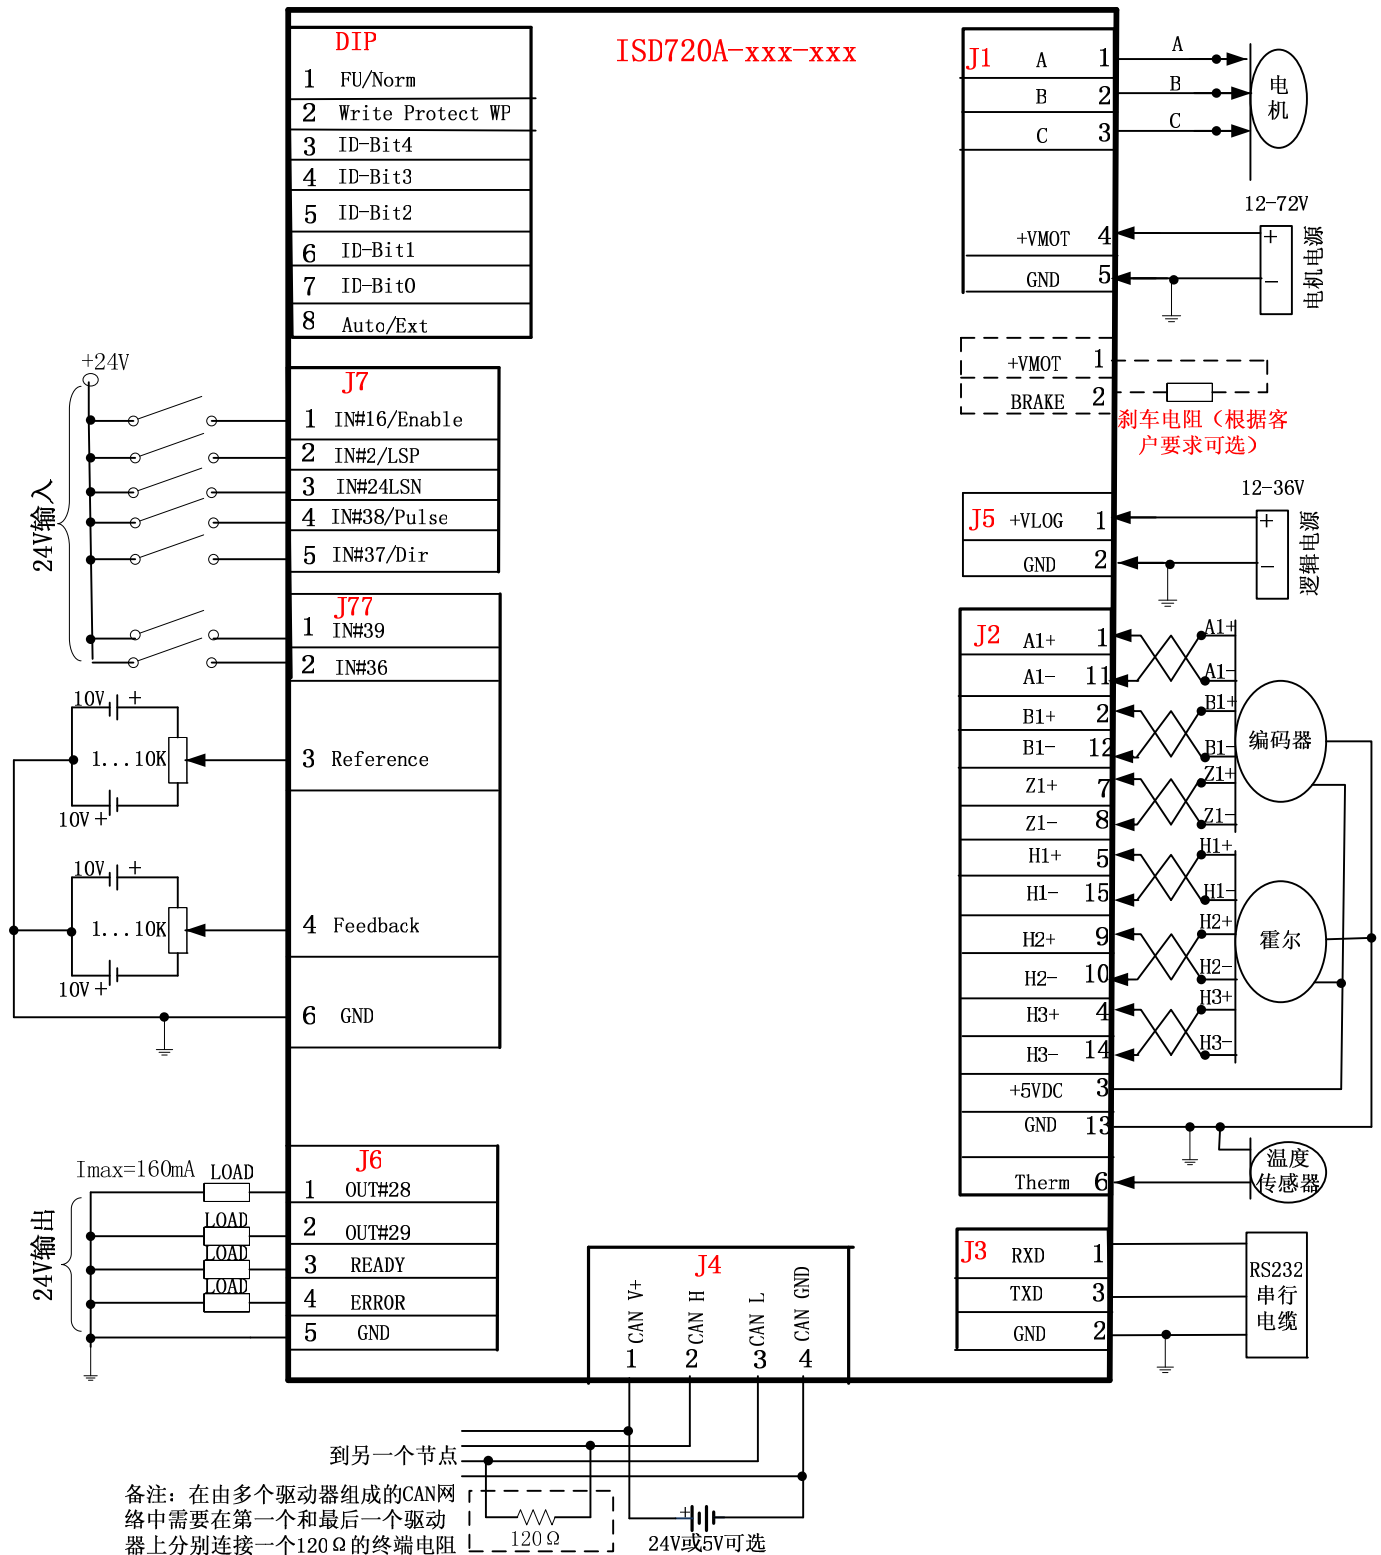 ISD720A-xxx-xxx
DIP
1 FU/Norm
2 Write Protect WP
3 ID-Bit4
4 ID-Bit3
5 ID-Bit2
6 ID-Bit1
7 ID-Bit0
8 Auto/Ext
+24V
24V输入
J7
1 IN#16/Enable
2 IN#2/LSP
3 IN#24LSN
4 IN#38/Pulse
5 IN#37/Dir
J77
1 IN#39
2 IN#36
3 Reference
4 Feedback
6 GND
10V +
1...10K
10V +
10V +
1...10K
10V +
Imax=160mA
24V输出
LOAD
LOAD
LOAD
LOAD
J6
1 OUT#28
2 OUT#29
3 READY
4 ERROR
5 GND
J1
A 1
B 2
C 3
+VMOT 4
GND 5
A
B
C
电机
12-72V
+
-
电机电源
+VMOT 1
BRAKE 2
刹车电阻（根据客
户要求可选）
J5
+VLOG 1
GND 2
12-36V
+
-
逻辑电源
J2
A1+ 1
A1- 11
B1+ 2
B1- 12
Z1+ 7
Z1- 8
H1+ 5
H1- 15
H2+ 9
H2- 10
H3+ 4
H3- 14
+5VDC 3
GND 13
Therm 6
A1+
A1-
B1+
B1-
Z1+
Z1-
编码器
H1+
H1-
H2+
H2-
H3+
H3-
霍尔
温度
传感器
J3
RXD 1
TXD 3
GND 2
RS232
串行
电缆
J4
CAN V+
CAN H
CAN L
CAN GND
1 2 3 4
到另一个节点
备注：在由多个驱动器组成的CAN网
络中需要在第一个和最后一个驱动
器上分别连接一个120Ω的终端电阻
120Ω
+
24V或5V可选